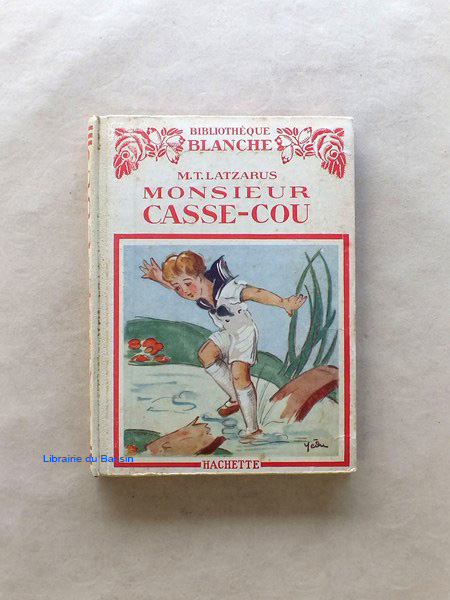 BIBLIOTHÈQUE
BLANCHE
M.T. LATZARUS
MONSIEUR
CASSE-COU
HACHETTE
Librairie du Bassin